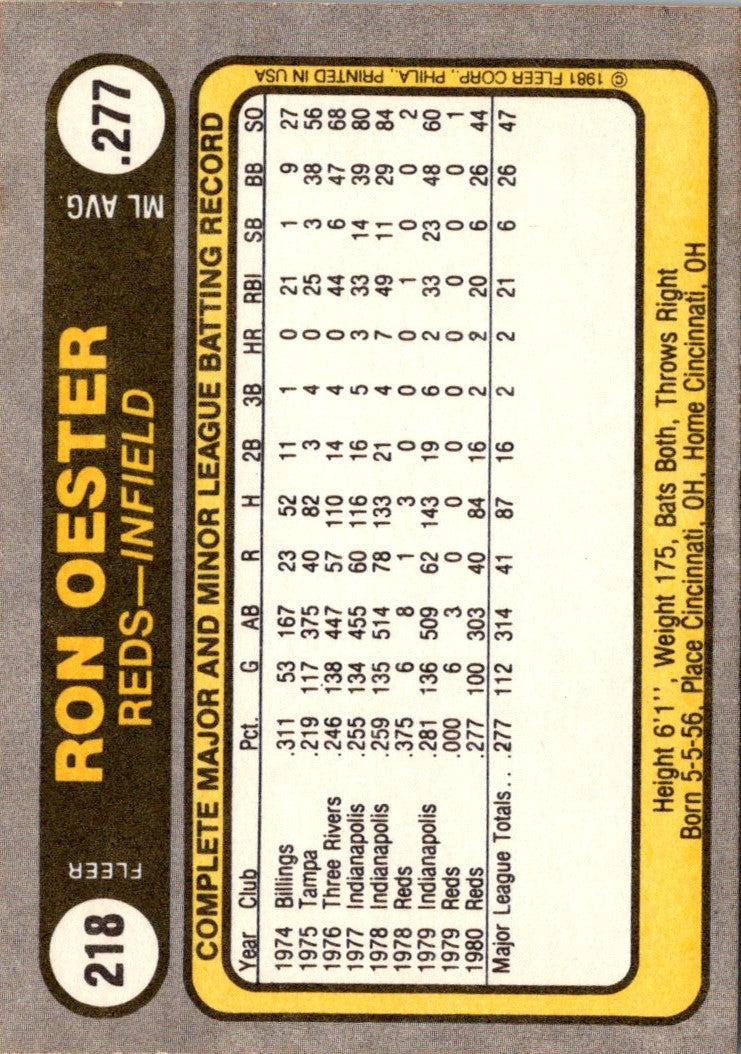 218
FLEER
RON OESTER
REDS—INFIELD
ML AVG.
.277
COMPLETE MAJOR AND MINOR LEAGUE BATTING RECORD
Year Club Pct. G AB R H 2B 3B HR RBI SB BB SO
1974 Billings .311 53 167 23 52 11 1 0 21 1 9 27
1975 Tampa .219 117 375 40 82 3 4 0 25 3 38 56
1976 Three Rivers .246 138 447 57 110 14 4 0 44 6 47 68
1977 Indianapolis .255 134 455 60 116 16 5 3 33 14 39 80
1978 Indianapolis .259 135 514 78 133 21 4 7 49 11 29 84
1978 Reds .375 6 8 1 3 0 0 0 1 0 0 2
1979 Indianapolis .281 136 509 62 143 19 6 2 33 23 48 60
1979 Reds .000 6 3 0 0 0 0 0 0 0 0 1
1980 Reds .277 100 303 40 84 16 2 2 20 6 26 44
Major League Totals... .277 112 314 41 87 16 2 2 21 6 26 47
© 1981 FLEER CORP., PHILA., PRINTED IN USA
Height 6'1'', Weight 175, Bats Both, Throws Right
Born 5-5-56, Place Cincinnati, OH, Home Cincinnati, OH